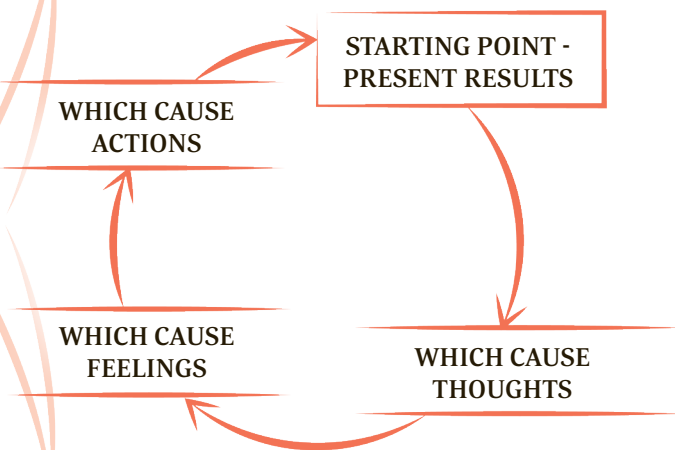 STARTING POINT -
PRESENT RESULTS
WHICH CAUSE
THOUGHTS
WHICH CAUSE
FEELINGS
WHICH CAUSE
ACTIONS